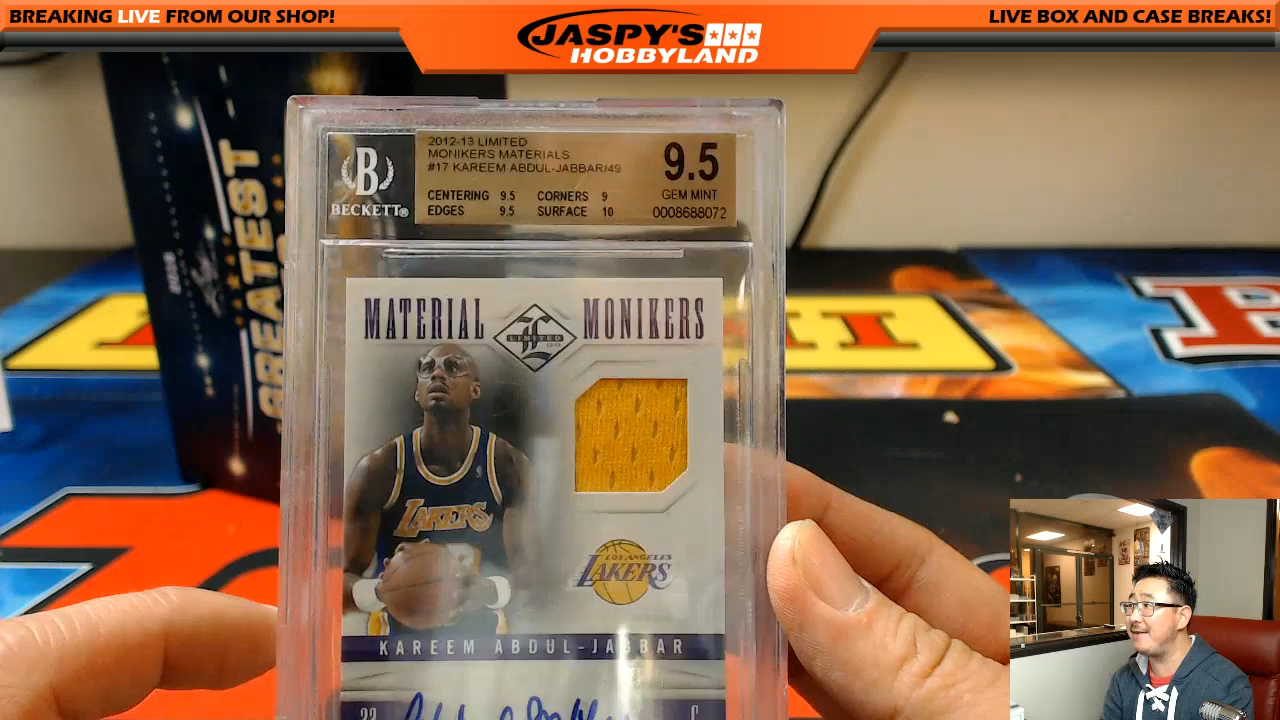 BREAKING LIVE FROM OUR SHOP!
JASPY'S
HOBBYLAND
LIVE BOX AND CASE BREAKS!
B
BECKETT®
2012-13 LIMITED
MONIKERS MATERIALS
#17 KAREEM ABDUL-JABBAR/49
CENTERING 9.5 CORNERS 9
EDGES 9.5 SURFACE 10
9.5
GEM MINT
0008688072
GREATEST
MATERIAL
LIMITED
MONIKERS
LAKERS
LOS ANGELES
LAKERS
KAREEM ABDUL-JABBAR